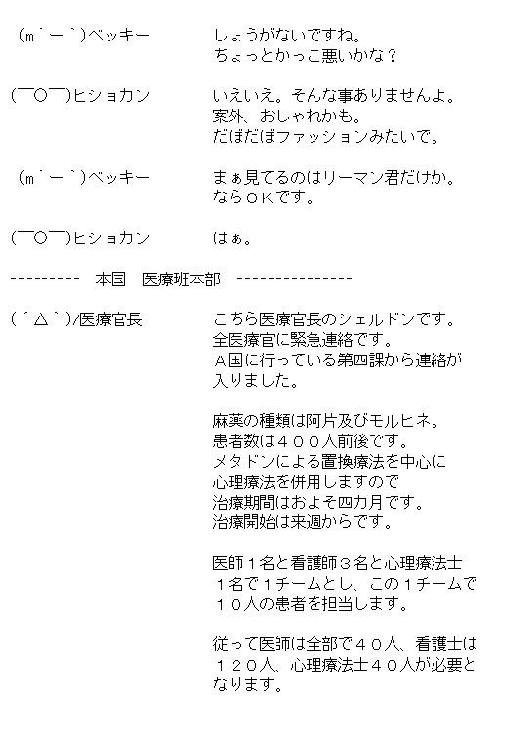 (m´ー`)ベッキー　　　　しょうがないですね。
ちょっとかっこ悪いかな？
(￣○￣)ヒショカン　　　　いえいえ。そんな事ありませんよ。
案外、おしゃれかも。
だぼだぼファッションみたいで。
(m´ー`)ベッキー　　　　まぁ見てるのはリーマン君だけか。
ならＯＫです。
(￣○￣)ヒショカン　　　　はぁ。
---------　本国　医療班本部　---------------
(´△｀)/医療官長　　　　こちら医療官長のシェルドンです。
全医療官に緊急連絡です。
Ａ国に行っている第四課から連絡が
入りました。
麻薬の種類は阿片及びモルヒネ。
患者数は４００人前後です。
メタドンによる置換療法を中心に
心理療法を併用しますので
治療期間はおよそ四カ月です。
治療開始は来週からです。
医師１名と看護師３名と心理療法士
１名で１チームとし、この１チームで
１０人の患者を担当します。
従って医師は全部で４０人、看護士は
１２０人、心理療法士４０人が必要と
なります。